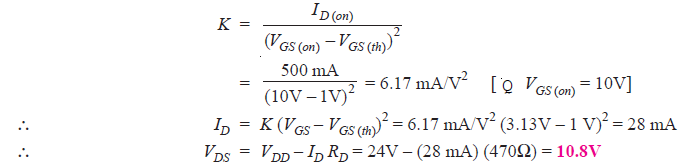 K = I_D (on) / (V_GS (on) – V_GS (th))^2
= 500 mA / (10V – 1V)^2 = 6.17 mA/V^2 [ Q V_GS (on) = 10V]
∴ I_D = K (V_GS – V_GS (th))^2 = 6.17 mA/V^2 (3.13V – 1 V)^2 = 28 mA
∴ V_DS = V_DD – I_D R_D = 24V – (28 mA) (470Ω) = 10.8V